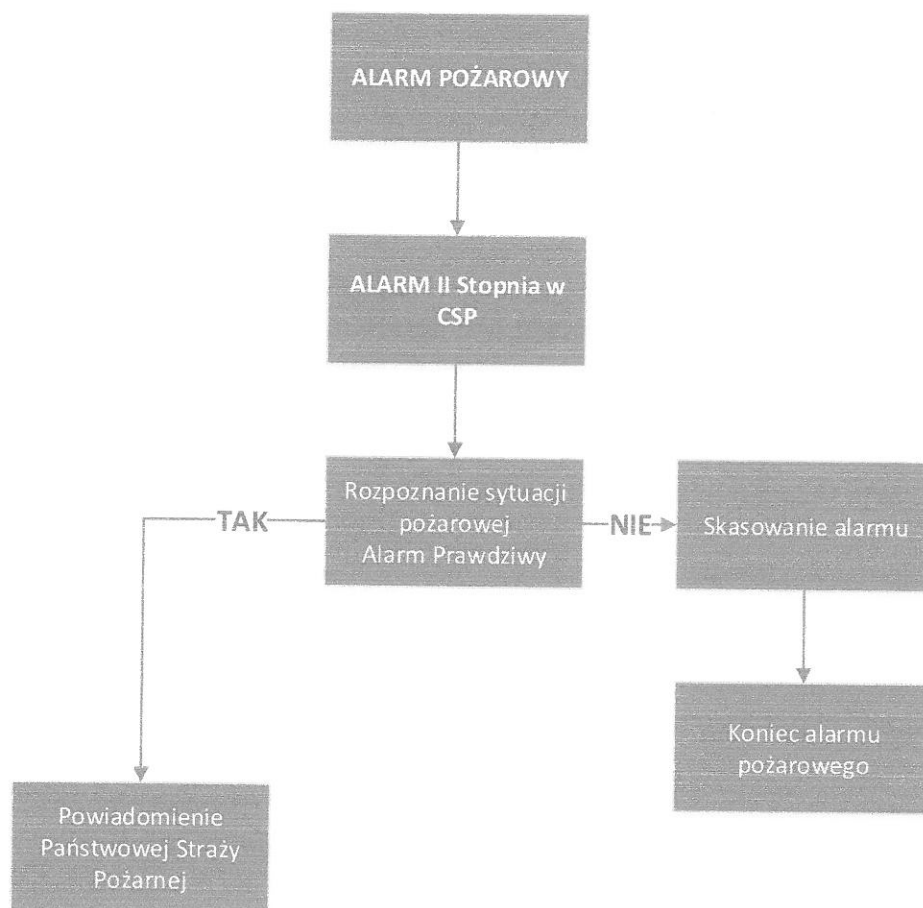 ALARM POŻAROWY
ALARM II Stopnia w
CSP
Rozpoznanie sytuacji
pożarowej
Alarm Prawdziwy
TAK
NIE
Skasowanie alarmu
Koniec alarmu
pożarowego
Powiadomienie
Państwowej Straży
Pożarnej